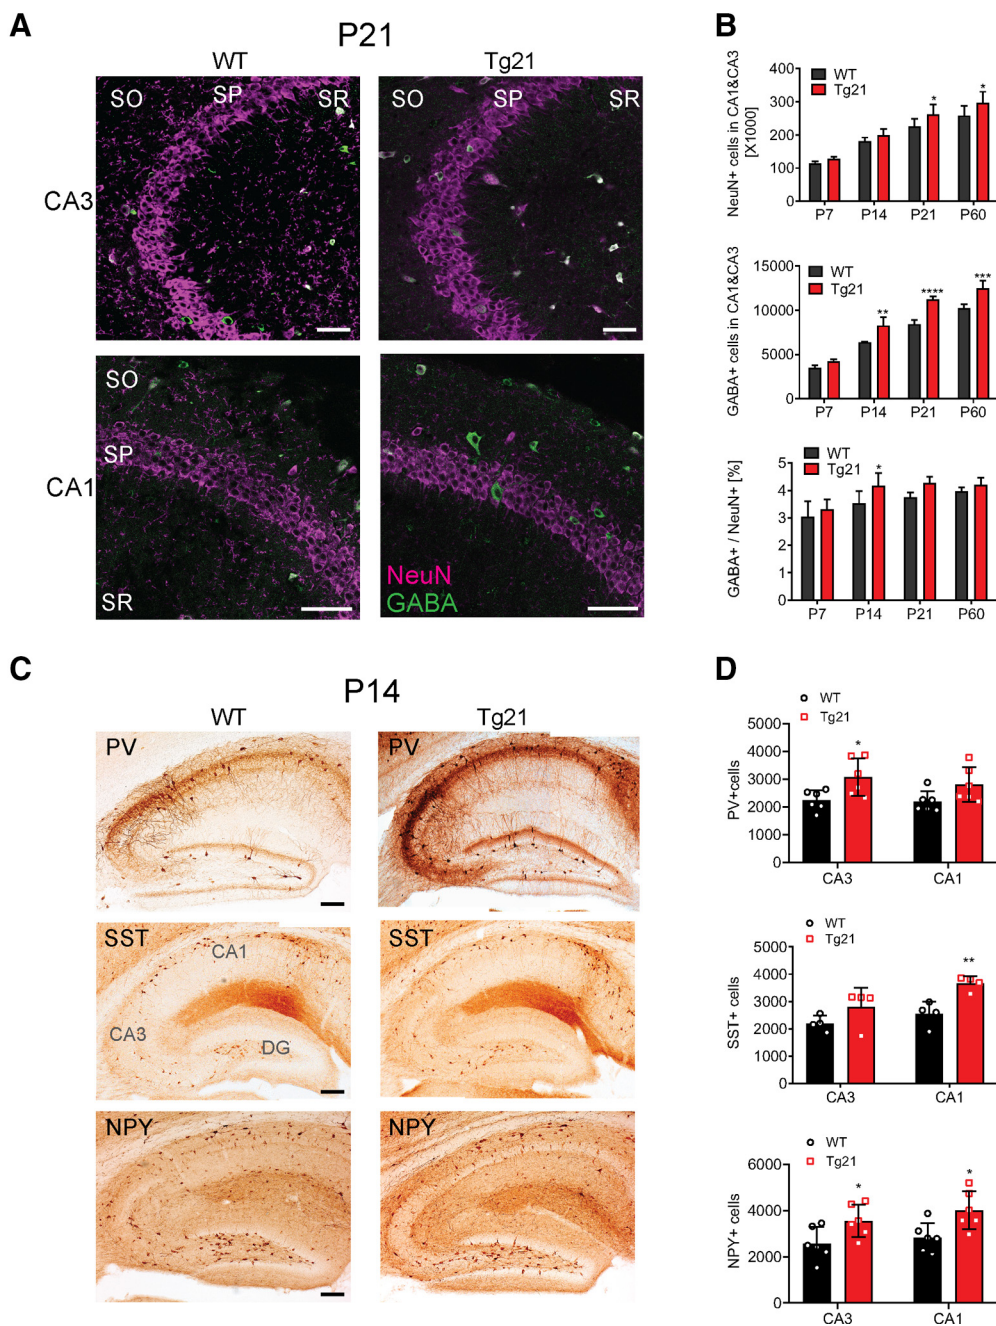 A
P21
WT
Tg21
SO
SP
SR
SO
SP
SR
CA3
SO
SP
SR
CA1
NeuN
GABA
B
NeuN+ cells in CA1&CA3
[X1000]
WT
Tg21
400
300
200
100
0
*
*
P7
P14
P21
P60
GABA+ cells in CA1&CA3
WT
Tg21
15000
10000
5000
0
**
****
***
P7
P14
P21
P60
GABA+ / NeuN+ [%]
WT
Tg21
5
4
3
2
1
0
*
P7
P14
P21
P60
C
P14
WT
Tg21
PV
PV
SST
CA1
CA3
DG
SST
NPY
NPY
D
WT
Tg21
PV+cells
5000
4000
3000
2000
1000
0
*
CA3
CA1
WT
Tg21
SST+ cells
5000
4000
3000
2000
1000
0
**
CA3
CA1
WT
Tg21
NPY+ cells
6000
4000
2000
0
*
*
CA3
CA1